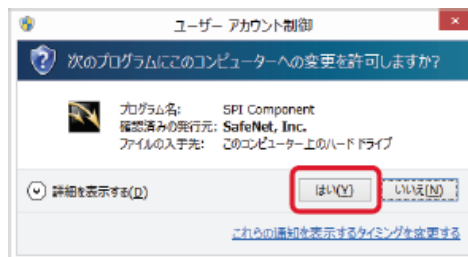 ユーザー アカウント制御
次のプログラムにこのコンピューターへの変更を許可しますか?
プログラム名: SPI Component
確認済みの発行元: SafeNet, Inc.
ファイルの入手先: このコンピューター上のハード ドライブ
詳細を表示する(D) はい(Y) いいえ(N)
これらの通知を表示するタイミングを変更する